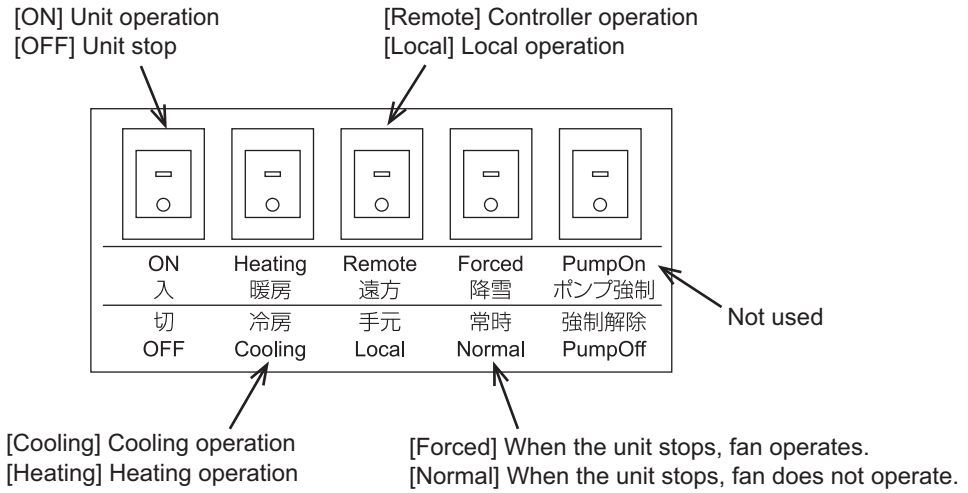 [ON] Unit operation
[OFF] Unit stop
[Remote] Controller operation
[Local] Local operation
ON Heating Remote Forced PumpOn
入 暖房 遠方 降雪 ポンプ強制
切 冷房 手元 常時 強制解除
OFF Cooling Local Normal PumpOff
Not used
[Cooling] Cooling operation
[Heating] Heating operation
[Forced] When the unit stops, fan operates.
[Normal] When the unit stops, fan does not operate.